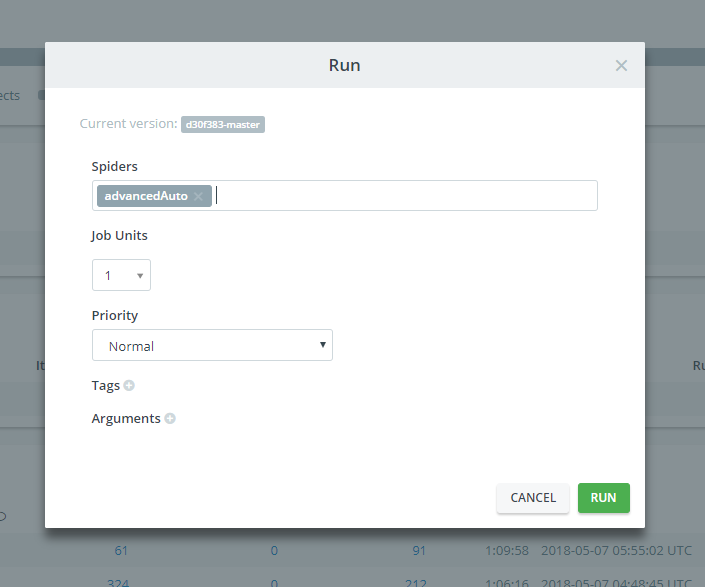 Run
ects
Current version: d30f383-master
Spiders
advancedAuto
Job Units
1
Priority
Normal
It
Ru
Tags
Arguments
CANCEL RUN
61 0 91 1:09:58 2018-05-07 05:55:02 UTC
324 0 212 1:06:16 2018-05-07 04:48:45 UTC